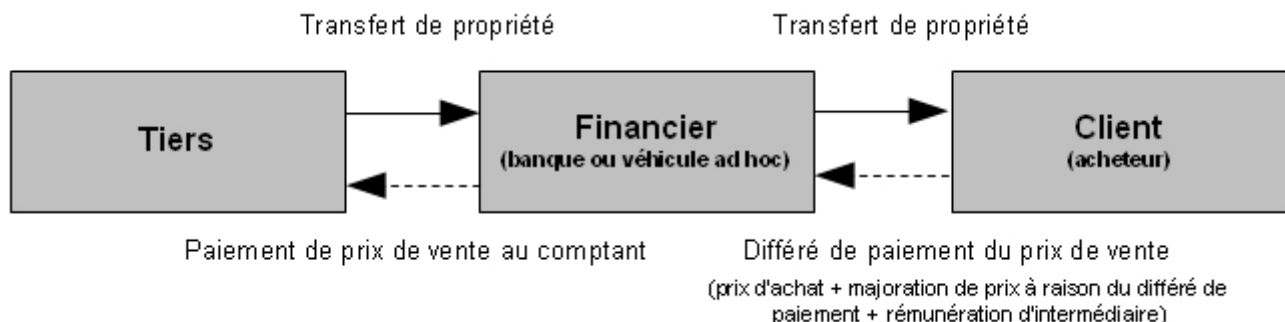 Transfert de propriété
Transfert de propriété
Tiers
Financier
(banque ou véhicule ad hoc)
Client
(acheteur)
Paiement de prix de vente au comptant
Différé de paiement du prix de vente
(prix d'achat + majoration de prix à raison du différé de
paiement + rémunération d'intermédiaire)